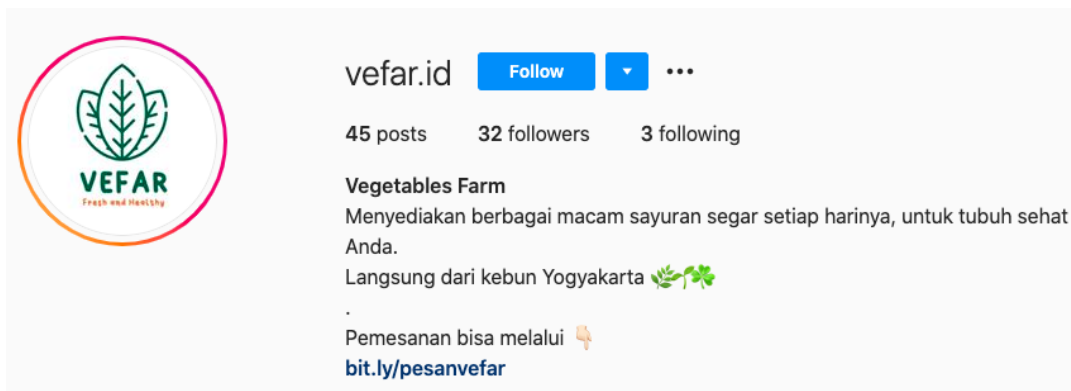 VEFAR
Fresh and Healthy
vefar.id Follow
45 posts 32 followers 3 following
Vegetables Farm
Menyediakan berbagai macam sayuran segar setiap harinya, untuk tubuh sehat
Anda.
Langsung dari kebun Yogyakarta 🌿🌱☘️
.
Pemesanan bisa melalui 👇🏻
bit.ly/pesanvefar